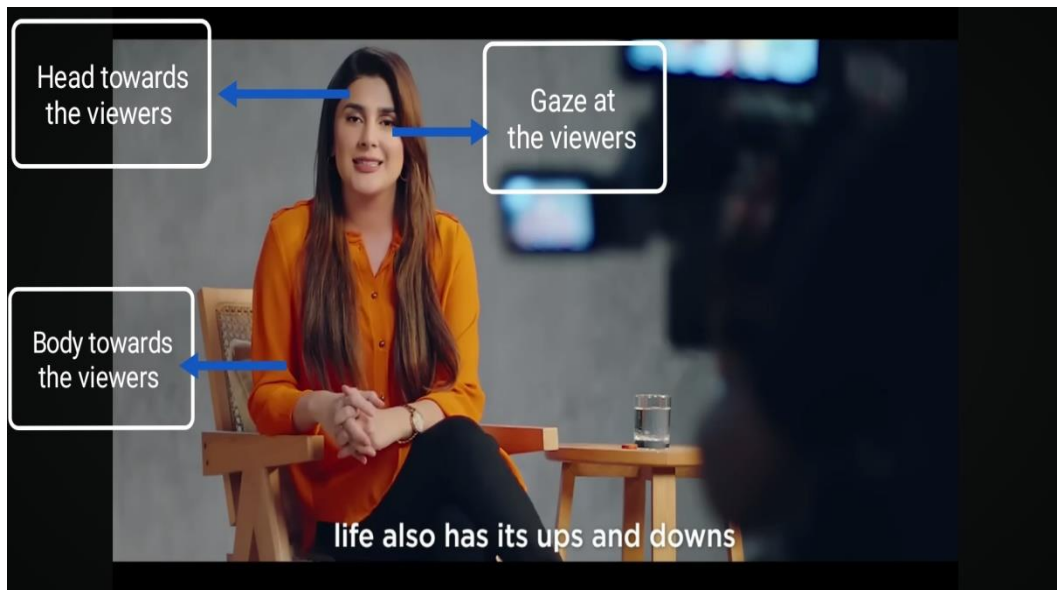 Head towards
the viewers
Gaze at
the viewers
Body towards
the viewers
life also has its ups and downs